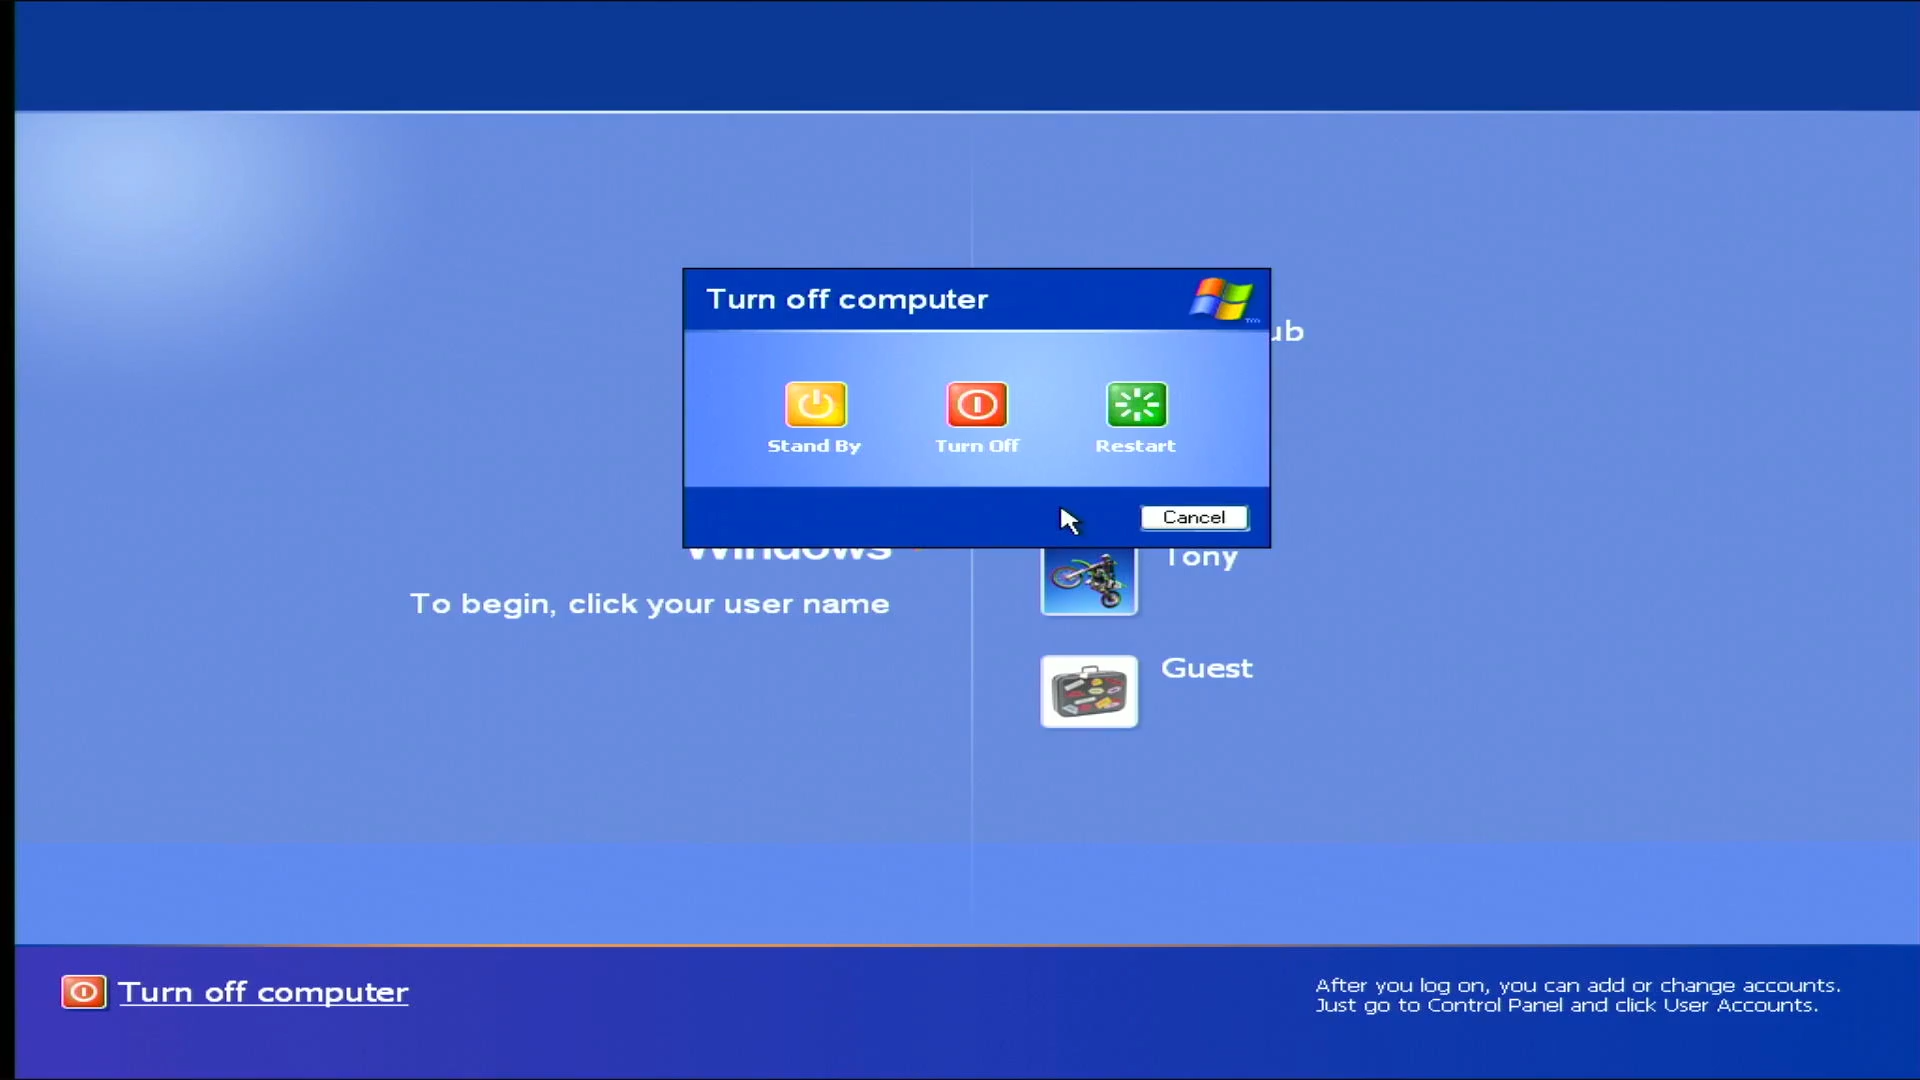 Turn off computer
Stand By
Turn Off
Restart
Cancel
Windows
To begin, click your user name
Tony
Guest
Turn off computer
After you log on, you can add or change accounts.
Just go to Control Panel and click User Accounts.